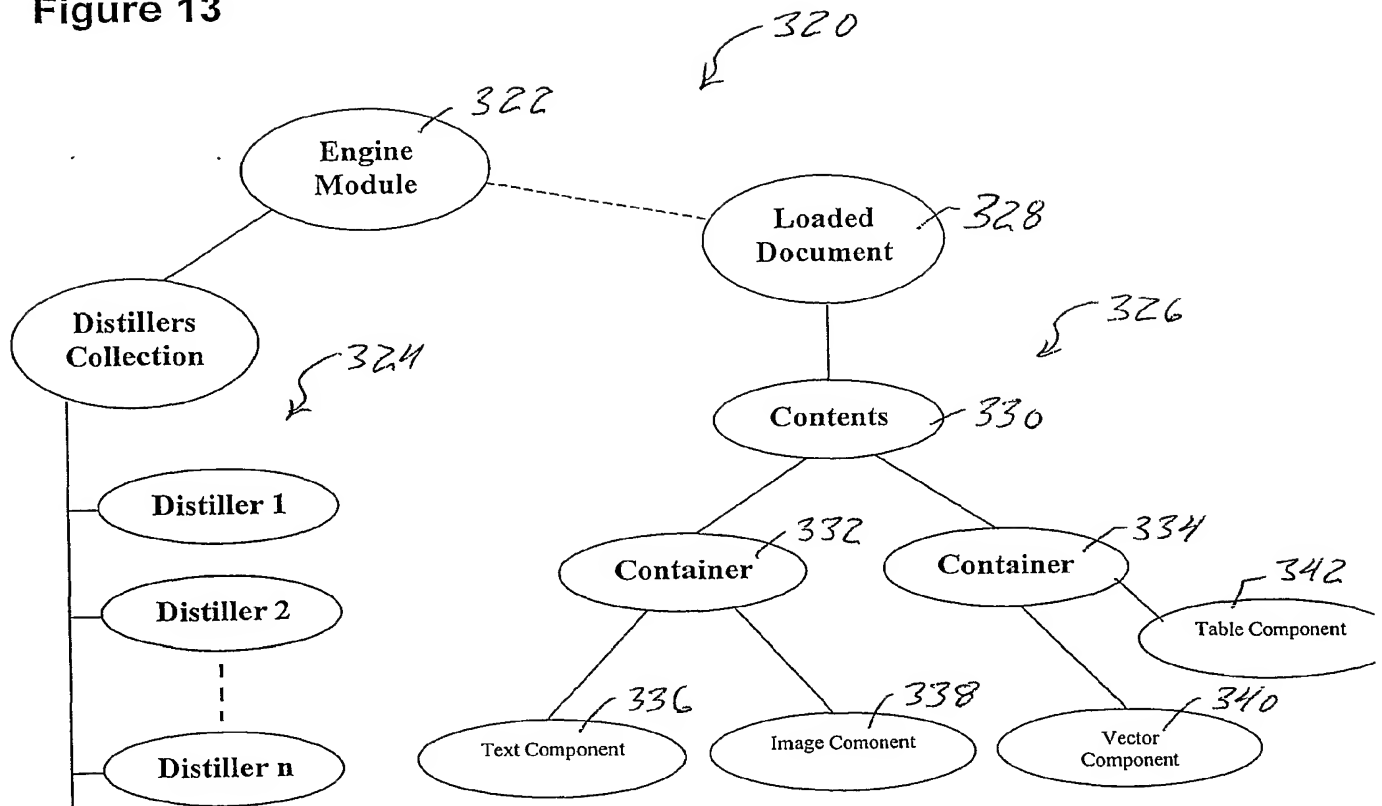 Figure 13
320
322
Engine
Module
Loaded
Document
328
Distillers
Collection
324
326
Contents
330
Distiller 1
Container
332
Container
334
342
Table Component
Distiller 2
336
Text Component
338
Image Comonent
340
Vector
Component
Distiller n